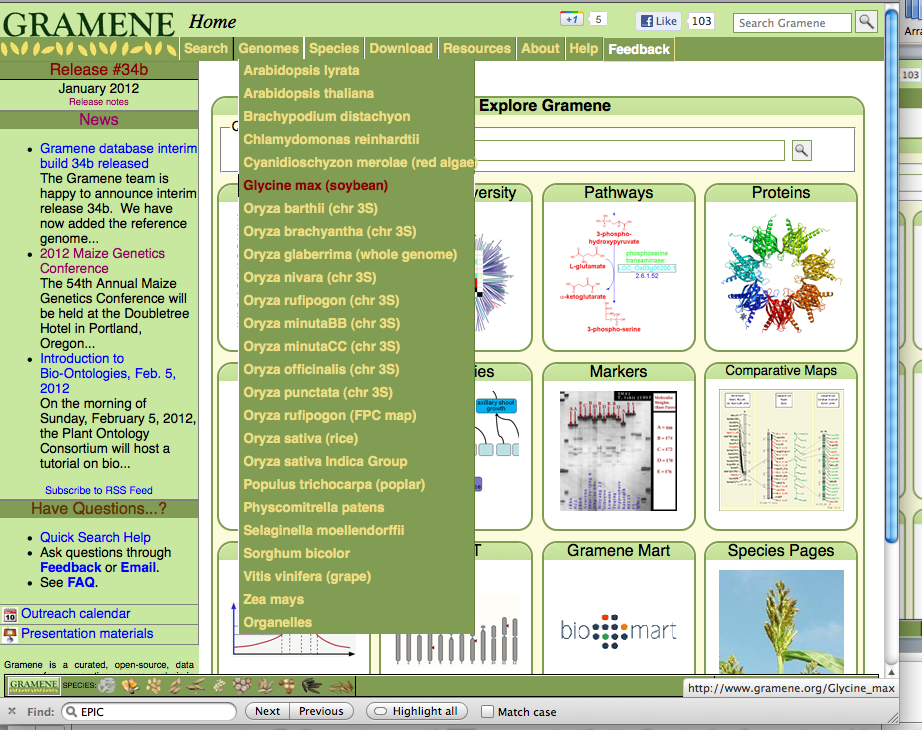 GRAMENE
Home
+1
5
Like
103
Search Gramene
Search
Genomes
Species
Download
Resources
About
Help
Feedback
Release #34b
January 2012
Release notes
News
Gramene database interim
build 34b released
The Gramene team is
happy to announce interim
release 34b. We have
now added the reference
genome...
2012 Maize Genetics
Conference
The 54th Annual Maize
Genetics Conference will
be held at the Doubletree
Hotel in Portland,
Oregon...
Introduction to
Bio-Ontologies, Feb. 5,
2012
On the morning of
Sunday, February 5, 2012,
the Plant Ontology
Consortium will host a
tutorial on bio...
Subscribe to RSS Feed
Have Questions...?
Quick Search Help
Ask questions through
Feedback or Email.
See FAQ.
10
Outreach calendar
Presentation materials
Gramene is a curated, open-source, data
Arabidopsis lyrata
Arabidopsis thaliana
Brachypodium distachyon
Chlamydomonas reinhardtii
Cyanidioschyzon merolae (red algae)
Glycine max (soybean)
Oryza barthii (chr 3S)
Oryza brachyantha (chr 3S)
Oryza glaberrima (whole genome)
Oryza nivara (chr 3S)
Oryza rufipogon (chr 3S)
Oryza minutaBB (chr 3S)
Oryza minutaCC (chr 3S)
Oryza officinalis (chr 3S)
Oryza punctata (chr 3S)
Oryza rufipogon (FPC map)
Oryza sativa (rice)
Oryza sativa Indica Group
Populus trichocarpa (poplar)
Physcomitrella patens
Selaginella moellendorffii
Sorghum bicolor
Vitis vinifera (grape)
Zea mays
Organelles
Explore Gramene
versity
Pathways
3-phospho-
hydroxypyruvate
phosphoserine
transaminase:
L-glutamate
2.6.1.52
α-ketoglutarate
3-phospho-serine
Proteins
ies
axillary shoot
growth
Markers
Comparative Maps
T
Gramene Mart
bio mart
Species Pages
GRAMENE
SPECIES:
http://www.gramene.org/Glycine_max
Find:
EPIC
Next
Previous
Highlight all
Match case
Ara
103